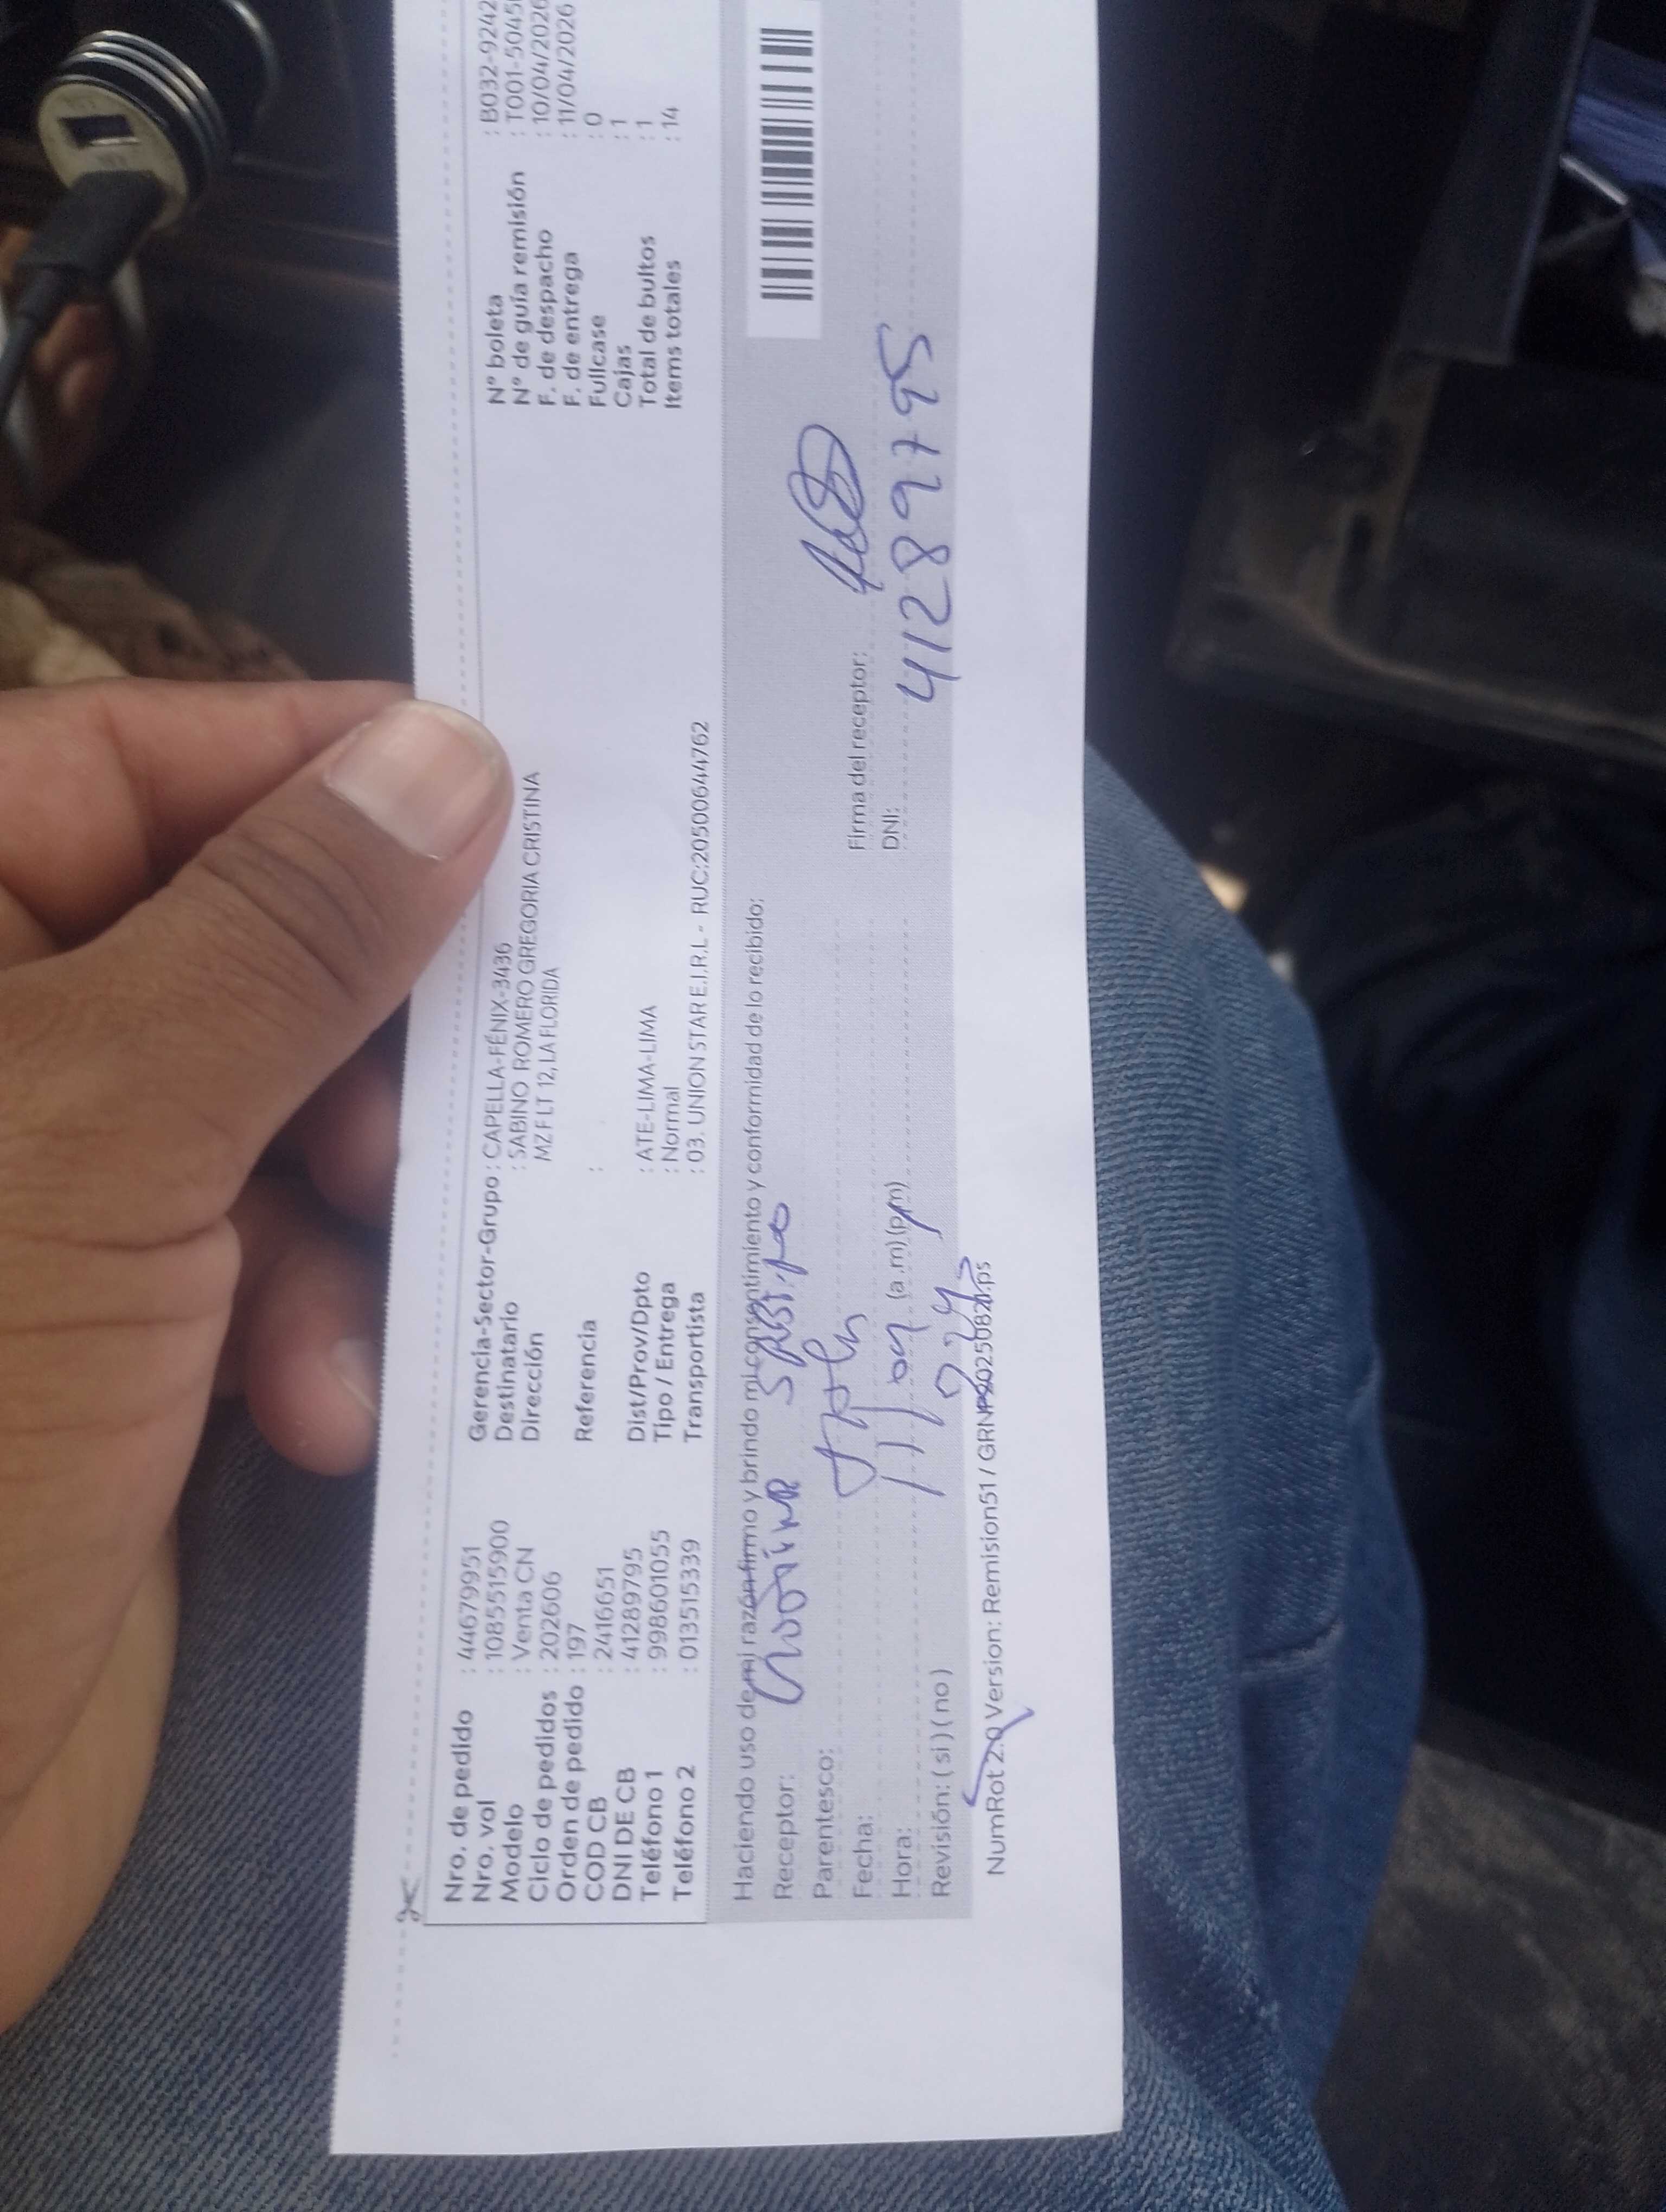 Nro. de pedido : 446799951
Nro. vol : 1085515900
Modelo : Venta CN
Ciclo de pedidos : 202606
Orden de pedido : 197
COD CB : 2416651
DNI DE CB : 41289795
Teléfono 1 : 998601055
Teléfono 2 : 013515339
Gerencia-Sector-Grupo : CAPELLA-FÉNIX-3436
Destinatario : SABINO ROMERO GREGORIA CRISTINA
Dirección MZ F LT 12, LA FLORIDA
Referencia :
Dist/Prov/Dpto : ATE-LIMA-LIMA
Tipo / Entrega : Normal
Transportista : 03. UNION STAR E.I.R.L - RUC:20500644762
N° boleta : B032-9242
N° de guía remisión : T001-5045
F. de despacho : 10/04/2026
F. de entrega : 11/04/2026
Fullcase : 0
Cajas : 1
Total de bultos : 1
Items totales : 14
Haciendo uso de mi razón firmo y brindo mi consentimiento y conformidad de lo recibido:
Receptor: Sabino
Parentesco:
Firma del receptor:
Fecha: 11/04
DNI: 41289795
Hora: (a.m) (pm)
Revisión: ( si ) ( no )
NumRot 2.0 Version: Remision51 / GRNPS20250820.ps